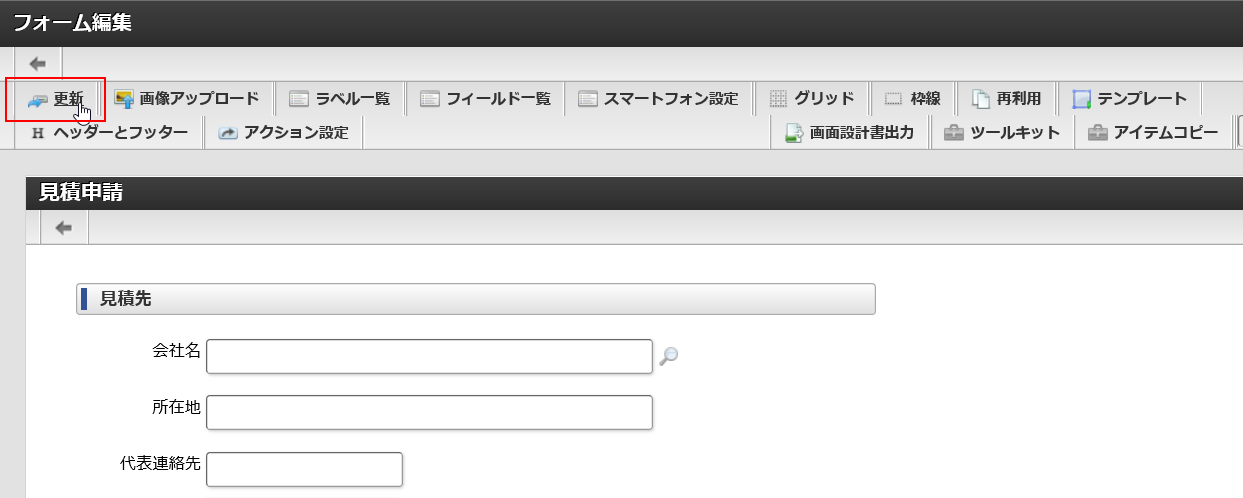 フォーム編集
更新 画像アップロード ラベル一覧 フィールド一覧 スマートフォン設定 グリッド 枠線 再利用 テンプレート
H ヘッダーとフッター アクション設定 画面設計書出力 ツールキット アイテムコピー
見積申請
見積先
会社名
所在地
代表連絡先